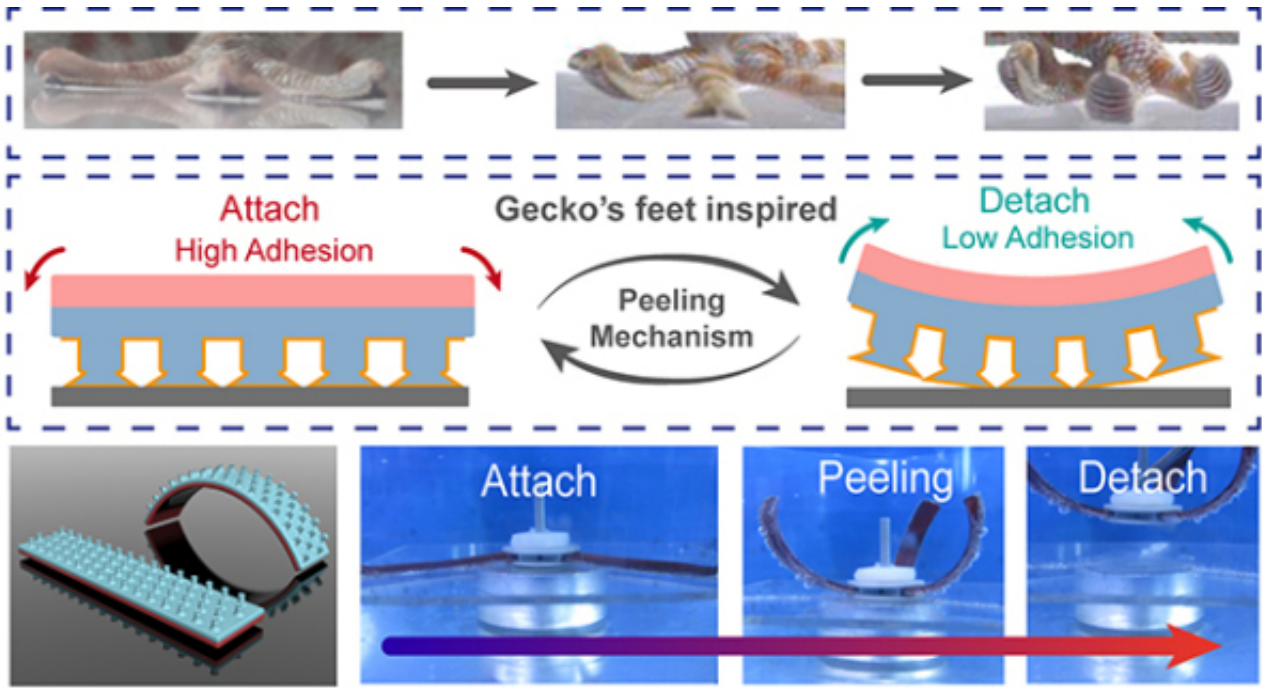 Attach
High Adhesion
Gecko's feet inspired
Peeling
Mechanism
Detach
Low Adhesion
Attach
Peeling
Detach